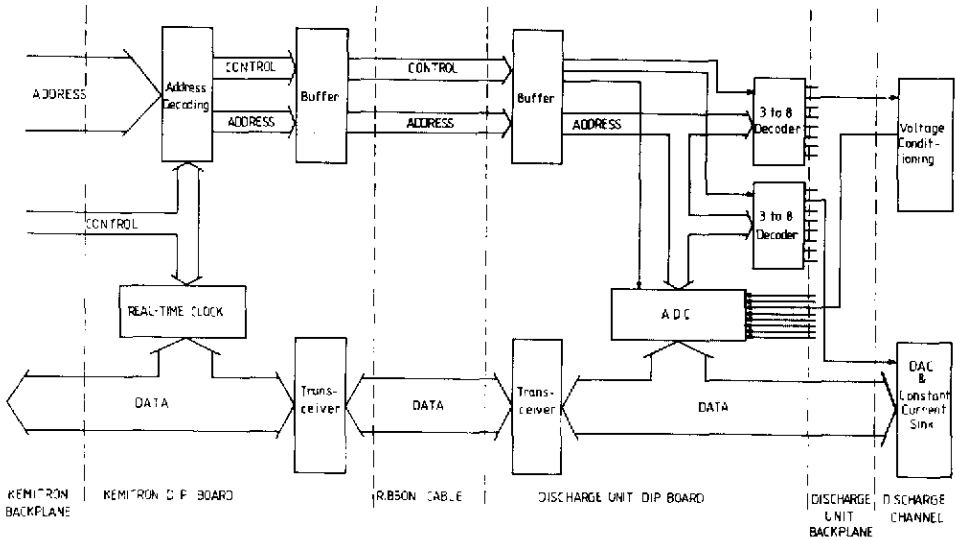 ADDRESS
Address
Decoding
CONTROL
ADDRESS
Buffer
CONTROL
ADDRESS
Buffer
ADDRESS
3 to 8
Decoder
Voltage
Condit-
ioning
3 to 8
Decoder
CONTROL
REAL-TIME CLOCK
ADC
DATA
Trans-
ceiver
DATA
Trans-
ceiver
DATA
DAC
&
Constant
Current
Sink
KEMITRON
BACKPLANE
KEMITRON DIP BOARD
RIBBON CABLE
DISCHARGE UNIT DIP BOARD
DISCHARGE
UNIT
BACKPLANE
DISCHARGE
CHANNEL